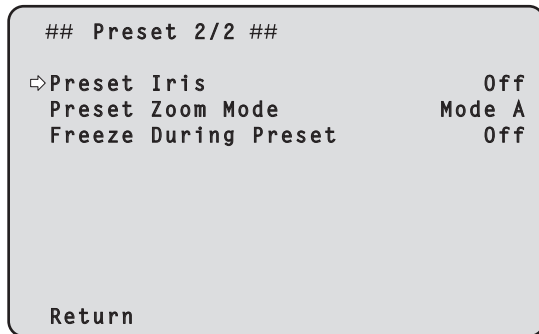 ## Preset 2/2 ##
⇨Preset Iris Off
Preset Zoom Mode Mode A
Freeze During Preset Off
Return